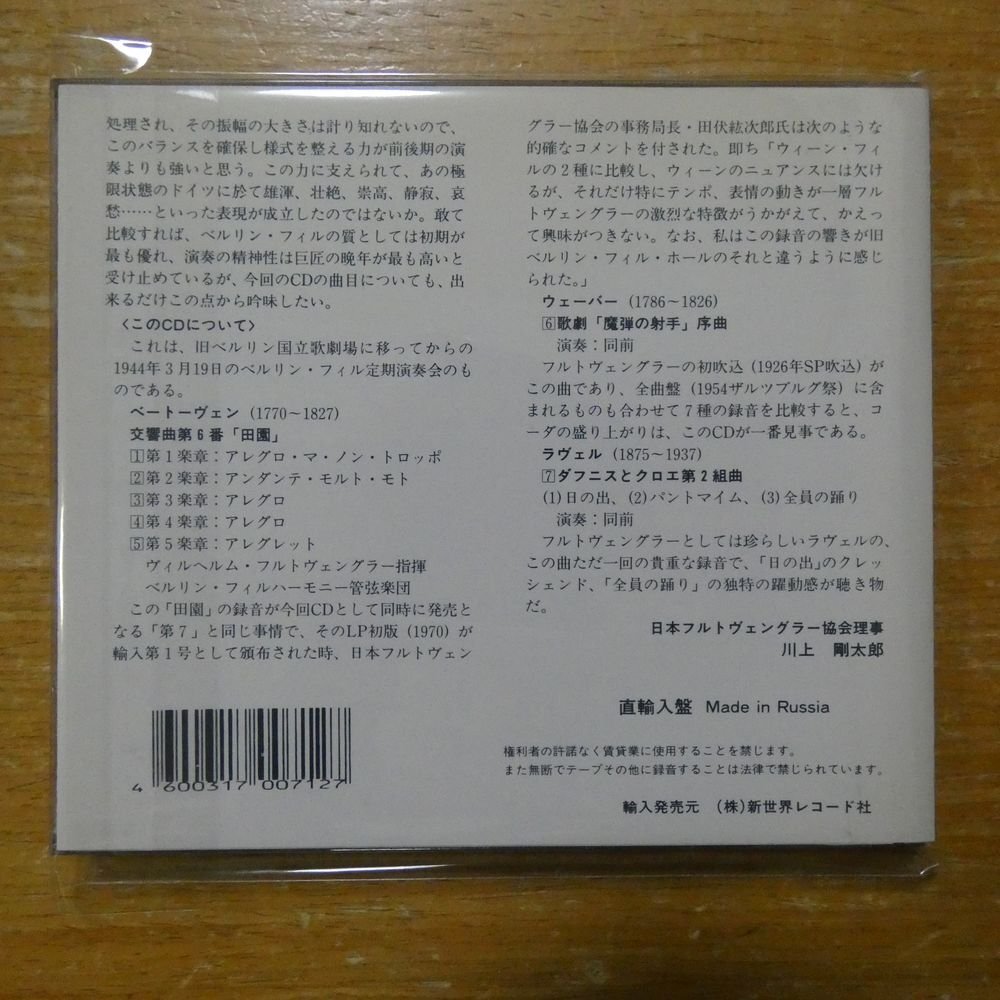 処理され、その振幅の大きさは計り知れないので、
このバランスを確保し様式を整える力が前後期の演
奏よりも強いと思う。この力に支えられて、あの極
限状態のドイツに於て雄渾、壮絶、崇高、静寂、哀
愁……といった表現が成立したのではないか。敢て
比較すれば、ベルリン・フィルの質としては初期が
最も優れ、演奏の精神性は巨匠の晩年が最も高いと
受け止めているが、今回のCDの曲目についても、出
来るだけこの点から吟味したい。
〈このCDについて〉
これは、旧ベルリン国立歌劇場に移ってからの
1944年3月19日のベルリン・フィル定期演奏会のも
のである。
ベートーヴェン（1770〜1827）
交響曲第6番「田園」
1第1楽章：アレグロ・マ・ノン・トロッポ
2第2楽章：アンダンテ・モルト・モト
3第3楽章：アレグロ
4第4楽章：アレグロ
5第5楽章：アレグレット
ヴィルヘルム・フルトヴェングラー指揮
ベルリン・フィルハーモニー管弦楽団
この「田園」の録音が今回CDとして同時に発売と
なる「第7」と同じ事情で、そのLP初版（1970）が
輸入第1号として頒布された時、日本フルトヴェン
グラー協会の事務局長・田伏紘次郎氏は次のような
的確なコメントを付された。即ち「ウィーン・フィ
ルの2種に比較し、ウィーンのニュアンスには欠け
るが、それだけ特にテンポ、表情の動きが一層フル
トヴェングラーの激烈な特徴がうかがえて、かえっ
て興味がつきない。なお、私はこの録音の響きが旧
ベルリン・フィル・ホールのそれと違うように感じ
られた。」
ウェーバー（1786〜1826）
6歌劇「魔弾の射手」序曲
演奏：同前
フルトヴェングラーの初吹込（1926年SP吹込）が
この曲であり、全曲盤（1954ザルツブルグ祭）に含
まれるものも合わせて7種の録音を比較すると、コ
ーダの盛り上がりは、このCDが一番見事である。
ラヴェル（1875〜1937）
7ダフニスとクロエ第2組曲
(1)日の出、(2)パントマイム、(3)全員の踊り
演奏：同前
フルトヴェングラーとしては珍らしいラヴェルの、
この曲ただ一回の貴重な録音で、「日の出」のクレッ
シェンド、「全員の踊り」の独特の躍動感が聴き物
だ。
日本フルトヴェングラー協会理事
川上 剛太郎
直輸入盤 Made in Russia
権利者の許諾なく賃貸業に使用することを禁じます。
また無断でテープその他に録音することは法律で禁じられています。
輸入発売元 （株）新世界レコード社
4 600317 007127